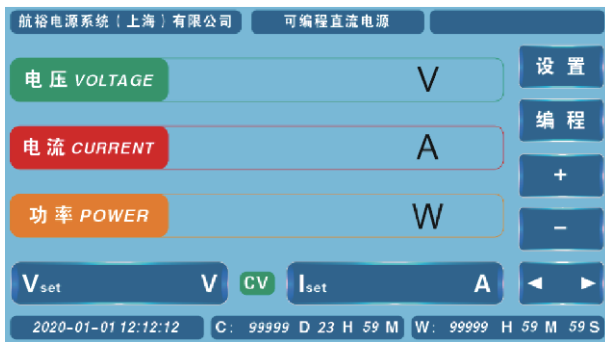 航裕电源系统（上海）有限公司 可编程直流电源
电压 VOLTAGE V 设置
编程
电流 CURRENT A
+
功率 POWER W −
Vset V CV Iset A ◀ ▶
2020-01-01 12:12:12 C: 99999 D 23 H 59 M W: 99999 H 59 M 59 S